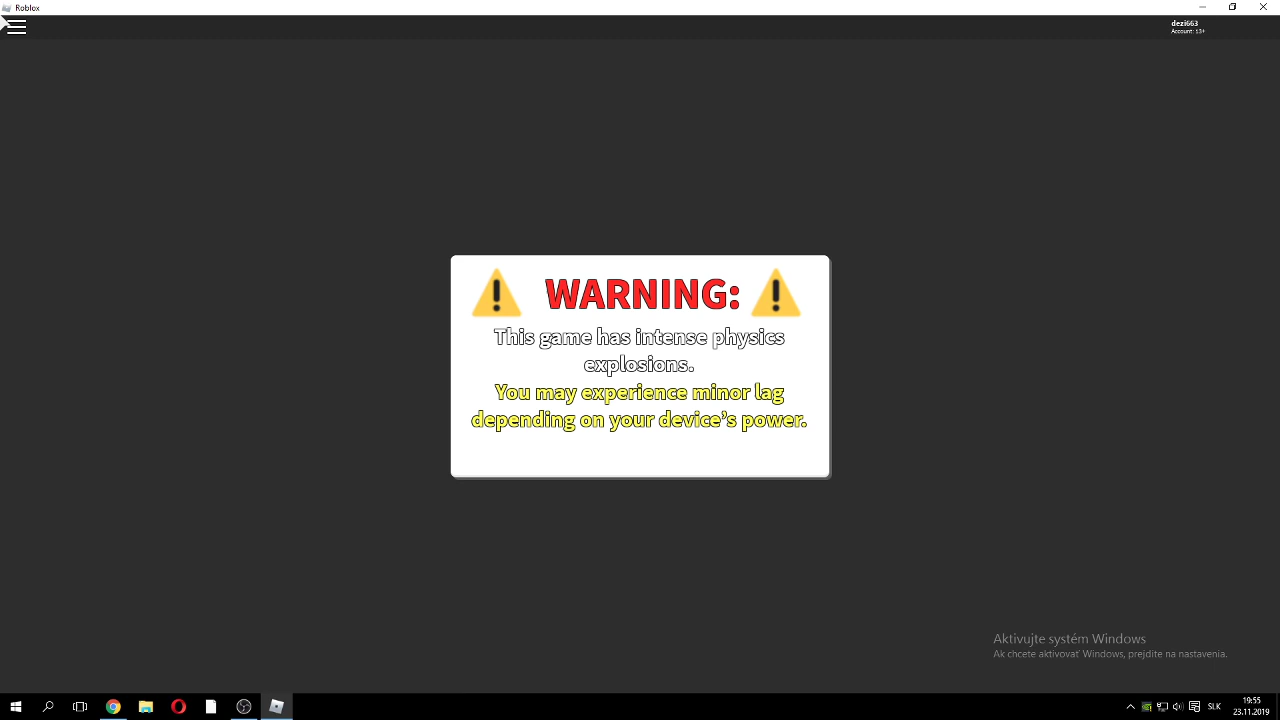 Roblox
dezi663
Account: 13+
WARNING:
This game has intense physics
explosions.
You may experience minor lag
depending on your device’s power.
Aktivujte systém Windows
Ak chcete aktivovať Windows, prejdite na nastavenia.
SLK
19:55
23.11.2019